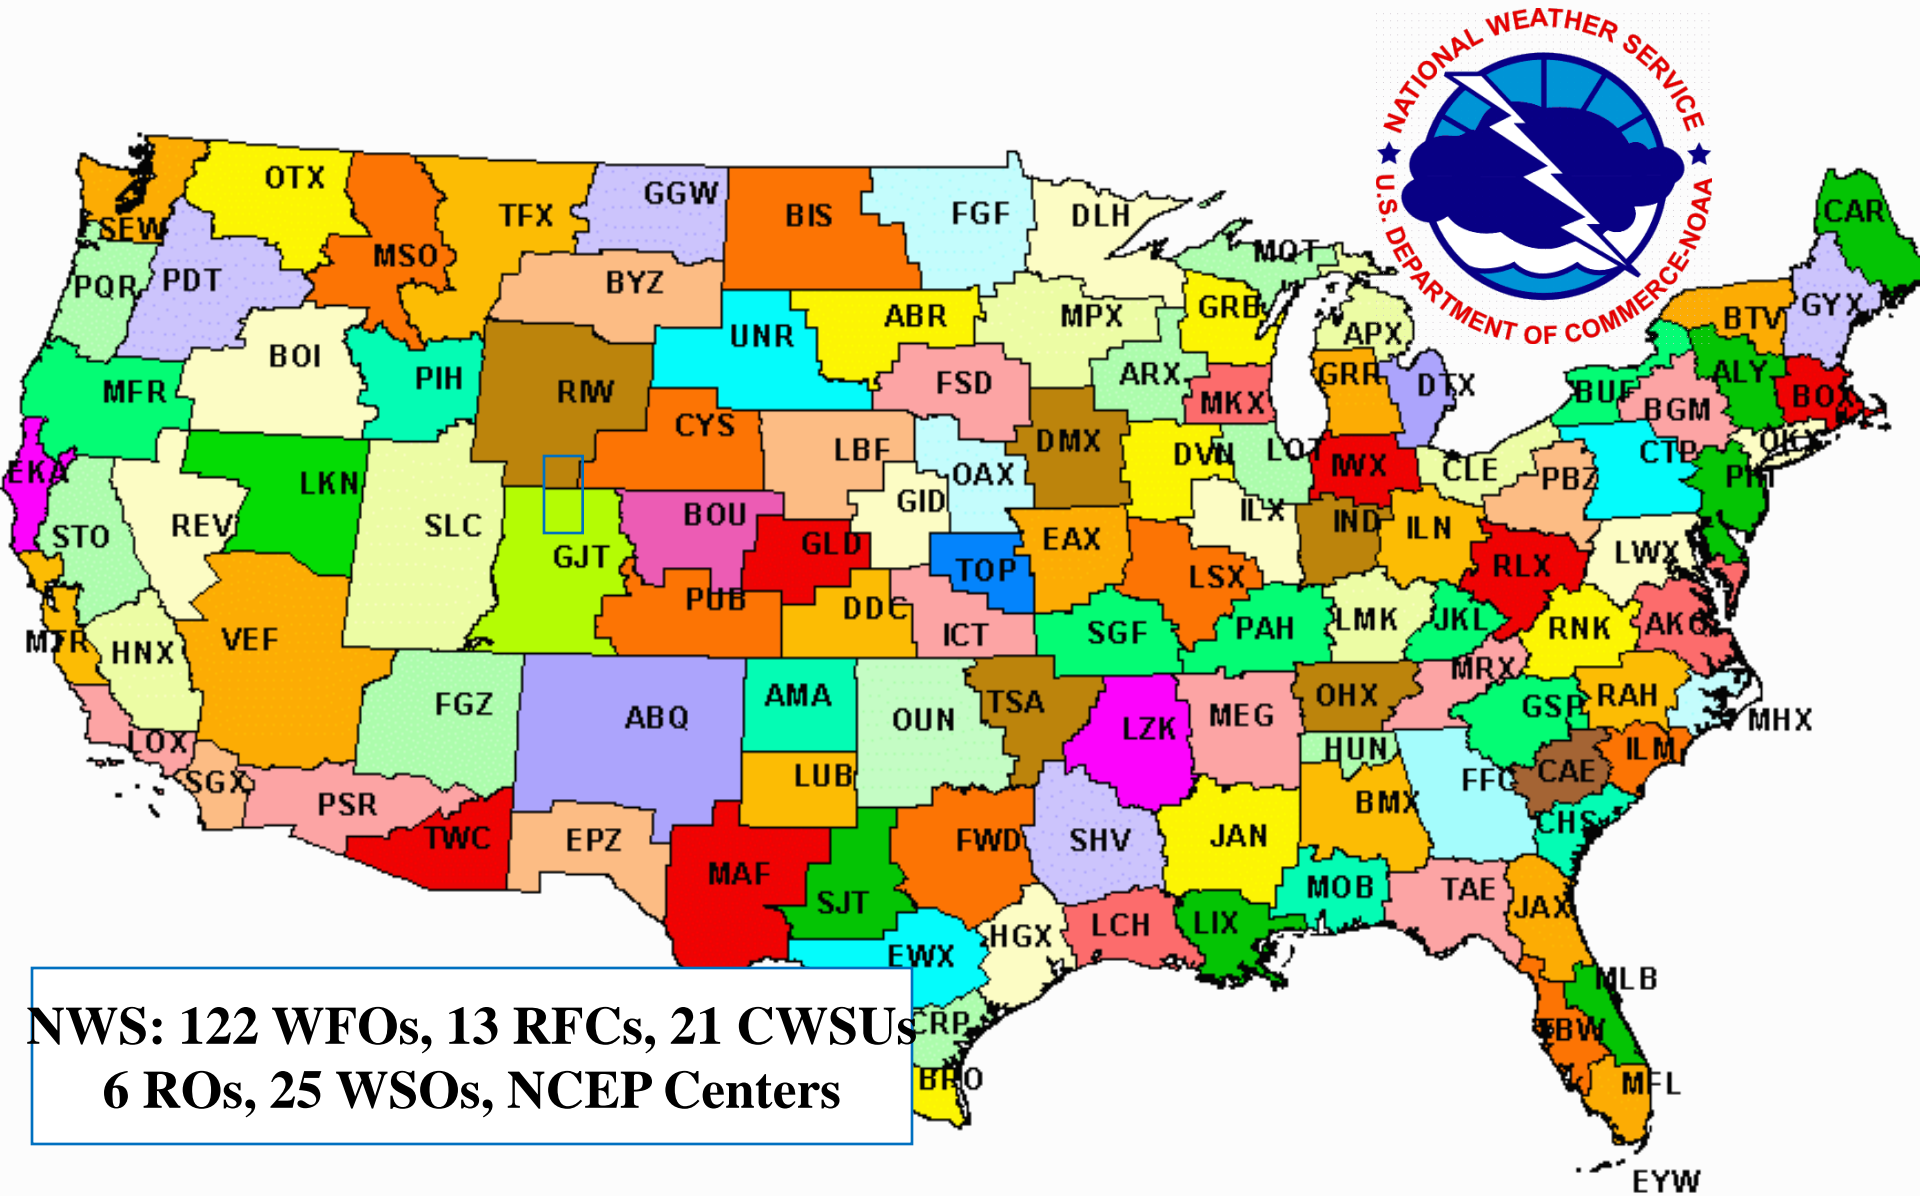 NATIONAL WEATHER SERVICE
U.S. DEPARTMENT OF COMMERCE-NOAA
CAR
OTX
GGW
TFX
BIS
FGF
DLH
SEW
MSO
MQT
PQR
PDT
BYZ
GYX
GRB
UNR
ABR
MPX
BTV
APX
BOI
PIH
ARX
GRR
DTX
ALY
MFR
RIW
FSD
MKX
BUF
BGM
BOX
CYS
DMX
LBF
DVN
LOT
IWX
CLE
CTP
OKX
EKA
LKN
OAX
PBZ
PHI
STO
REV
SLC
BOU
GID
ILX
IND
ILN
GJT
GLD
TOP
EAX
LSX
RLX
LWX
PUB
DDC
ICT
SGF
PAH
LMK
JKL
RNK
AKQ
MTR
HNX
VEF
MRX
FGZ
ABQ
AMA
OUN
TSA
LZK
MEG
OHX
GSP
RAH
MHX
LOX
HUN
ILM
SGX
PSR
LUB
FFC
CAE
BMX
TWC
EPZ
FWD
SHV
JAN
CHS
MAF
SJT
MOB
TAE
JAX
EWX
HGX
LCH
LIX
MLB
NWS: 122 WFOs, 13 RFCs, 21 CWSUs
6 ROs, 25 WSOs, NCEP Centers
CRP
TBW
BRO
MFL
EYW